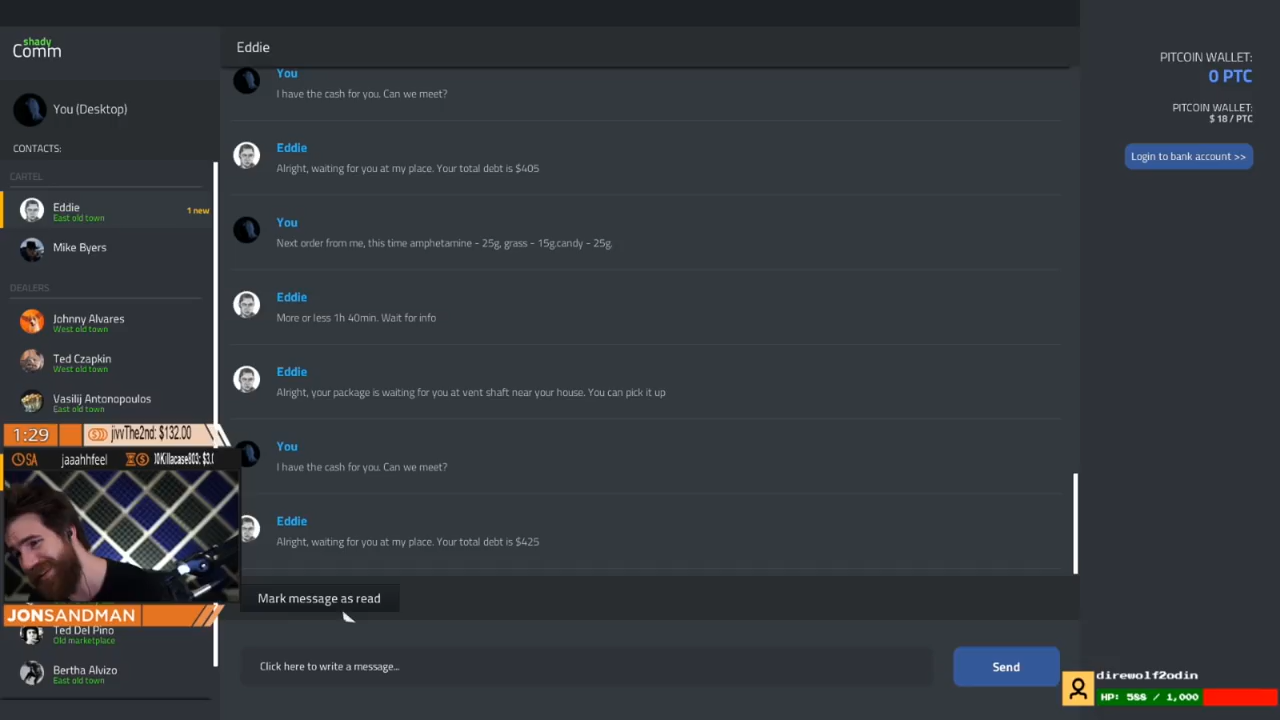 shady
Comm
You (Desktop)
CONTACTS:
CARTEL
Eddie
East old town
1 new
Mike Byers
DEALERS
Johnny Alvares
West old town
Ted Czapkin
West old town
Vasilij Antonopoulos
East old town
1:29
jivvThe2nd: $132.00
SA
jaaahhfeel
JONSANDMAN
Ted Del Pino
Old marketplace
Bertha Alvizo
East old town
Eddie
You
I have the cash for you. Can we meet?
Eddie
Alright, waiting for you at my place. Your total debt is $405
You
Next order from me, this time amphetamine - 25g, grass - 15g,candy - 25g.
Eddie
More or less 1h 40min. Wait for info
Eddie
Alright, your package is waiting for you at vent shaft near your house. You can pick it up
You
I have the cash for you. Can we meet?
Eddie
Alright, waiting for you at my place. Your total debt is $425
Mark message as read
Click here to write a message...
Send
PITCOIN WALLET:
0 PTC
PITCOIN WALLET:
$ 18 / PTC
Login to bank account >>
direwolf2odin
HP: 588 / 1,000